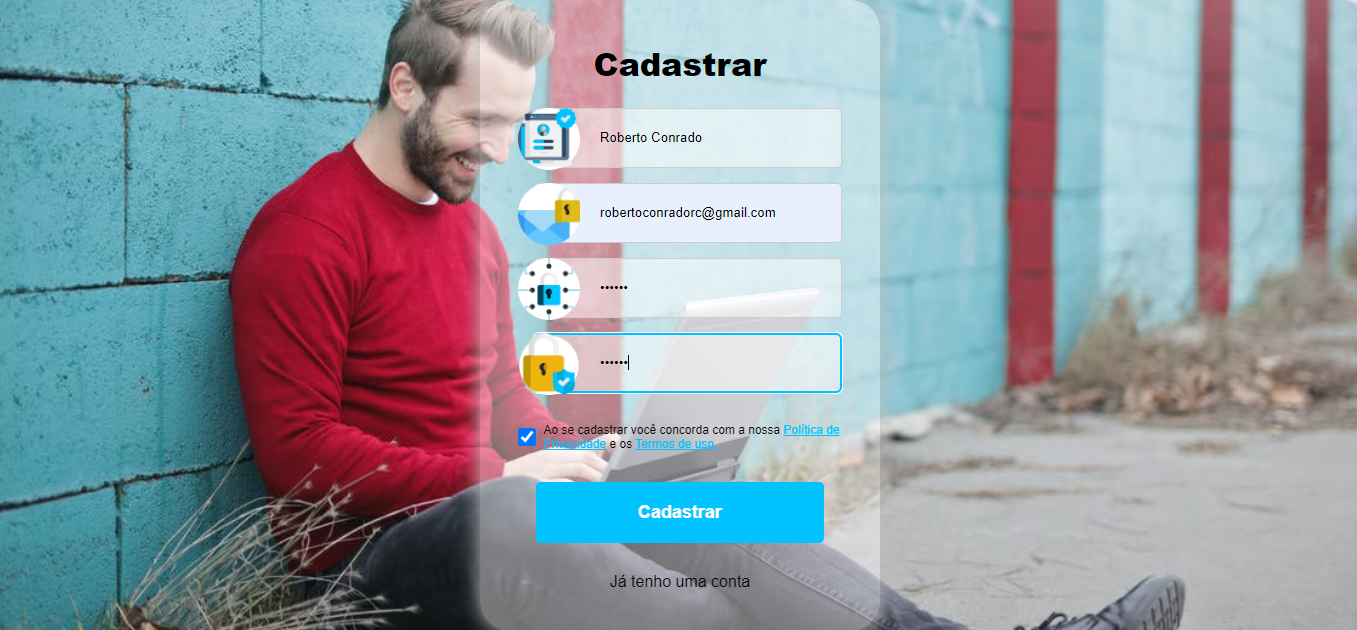 Cadastrar
Roberto Conrado
robertoconradorc@gmail.com
••••••
••••••
Ao se cadastrar você concorda com a nossa Política de
Privacidade e os Termos de uso
Cadastrar
Já tenho uma conta